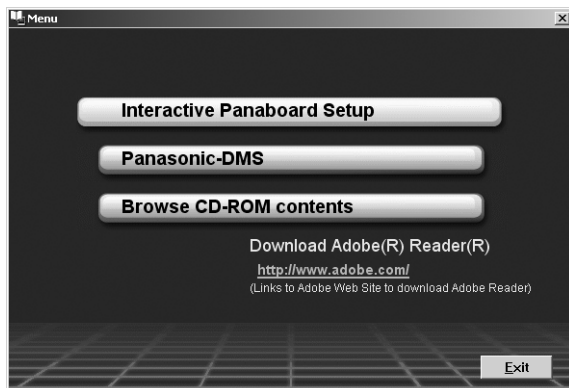 Menu
Interactive Panaboard Setup
Panasonic-DMS
Browse CD-ROM contents
Download Adobe(R) Reader(R)
http://www.adobe.com/
(Links to Adobe Web Site to download Adobe Reader)
Exit